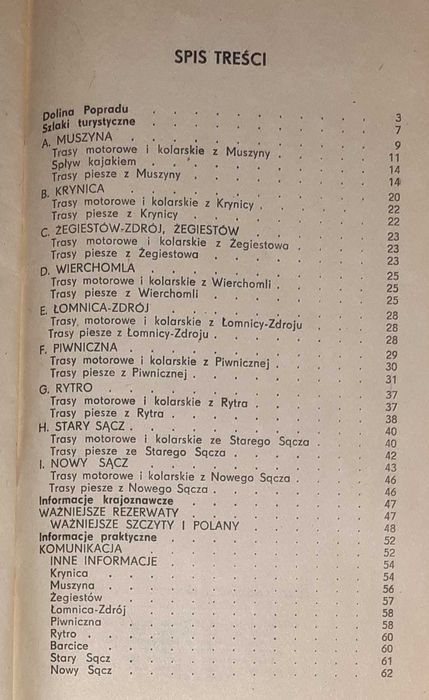 SPIS TREŚCI
Dolina Popradu . . . . . . . . 3
Szlaki turystyczne . . . . . . . . 7
A. MUSZYNA . . . . . . . . 9
Trasy motorowe i kolarskie z Muszyny . . . . 11
Spływ kajakiem . . . . . . . . 14
Trasy piesze z Muszyny . . . . . . 14
B. KRYNICA . . . . . . . . 20
Trasy motorowe i kolarskie z Krynicy . . . . 22
Trasy piesze z Krynicy . . . . . . 22
C. ŻEGIESTÓW-ZDRÓJ, ŻEGIESTÓW . . . . 23
Trasy motorowe i kolarskie z Żegiestowa . . . . 23
Trasy piesze z Żegiestowa . . . . . . 23
D. WIERCHOMLA . . . . . . . . 25
Trasy motorowe i kolarskie z Wierchomli . . . . 25
Trasy piesze z Wierchomli . . . . . . 25
E. ŁOMNICA-ZDRÓJ . . . . . . . 28
Trasy motorowe i kolarskie z Łomnicy-Zdroju . . . 28
Trasy piesze z Łomnicy-Zdroju . . . . . 28
F. PIWNICZNA . . . . . . . . 29
Trasy motorowe i kolarskie z Piwnicznej . . . . 30
Trasy piesze z Piwnicznej . . . . . . 31
G. RYTRO . . . . . . . . 37
Trasy motorowe i kolarskie z Rytra . . . . 37
Trasy piesze z Rytra . . . . . . 38
H. STARY SĄCZ . . . . . . . . 40
Trasy motorowe i kolarskie ze Starego Sącza . . . 40
Trasy piesze ze Starego Sącza . . . . . 42
I. NOWY SĄCZ . . . . . . . . 43
Trasy motorowe i kolarskie z Nowego Sącza . . . 46
Trasy piesze z Nowego Sącza . . . . . 46
Informacje krajoznawcze . . . . . . 47
WAŻNIEJSZE REZERWATY . . . . . . 47
WAŻNIEJSZE SZCZYTY I POLANY . . . . 48
Informacje praktyczne . . . . . . 52
KOMUNIKACJA . . . . . . . . 52
INNE INFORMACJE . . . . . . . 54
Krynica . . . . . . . . 54
Muszyna . . . . . . . . 56
Żegiestów . . . . . . . . 57
Łomnica-Zdrój . . . . . . . 58
Piwniczna . . . . . . . . 58
Rytro . . . . . . . . 60
Barcice . . . . . . . . 60
Stary Sącz . . . . . . . . 61
Nowy Sącz . . . . . . . . 62